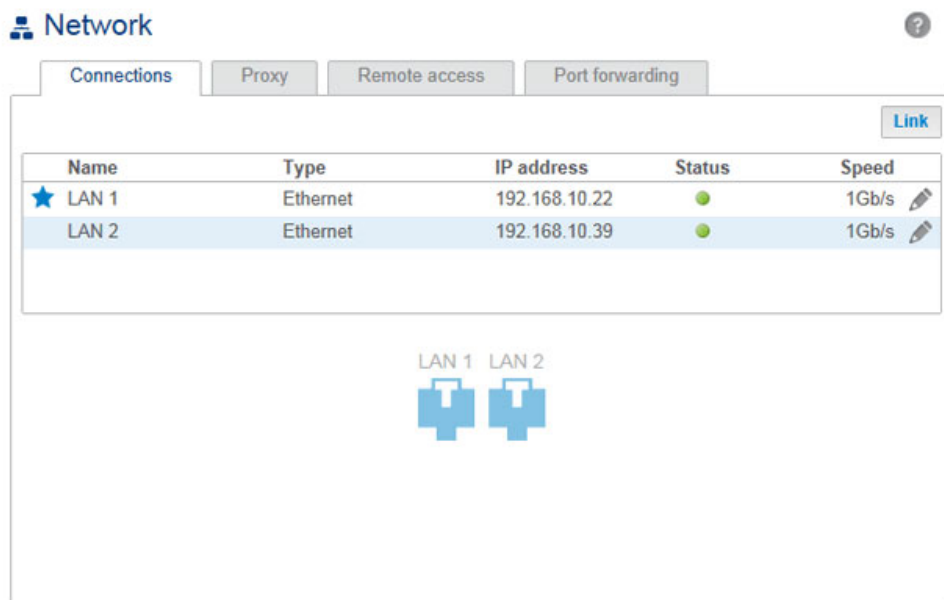 Network
?
Connections Proxy Remote access Port forwarding
Link
Name Type IP address Status Speed
LAN 1 Ethernet 192.168.10.22 1Gb/s
LAN 2 Ethernet 192.168.10.39 1Gb/s
LAN 1 LAN 2